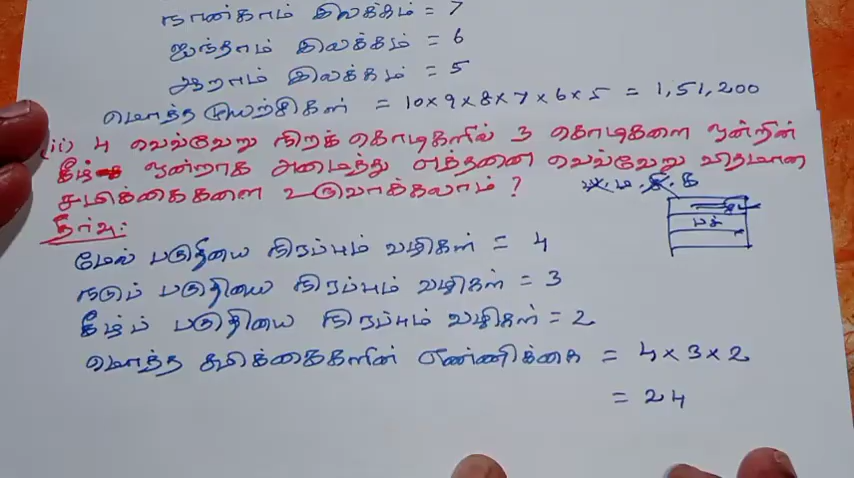 நான்காம் இலக்கம் = 7
ஐந்தாம் இலக்கம் = 6
ஆறாம் இலக்கம் = 5
மொத்த முயற்சிகள் = 10×9×8×7×6×5 = 1,51,200
(ii) 4 வெவ்வேறு நிறக் கொடிகளில் 3 கொடிகளை ஒன்றின்
கீழ் ஒன்றாக அமைத்து எத்தனை வெவ்வேறு விதமான
சமிக்கைகளை உருவாக்கலாம் ?
தீர்வு:
மேல் பகுதியை நிரப்பும் வழிகள் = 4
நடுப் பகுதியை நிரப்பும் வழிகள் = 3
கீழ்ப் பகுதியை நிரப்பும் வழிகள் = 2
மொத்த சமிக்கைகளின் எண்ணிக்கை = 4×3×2
= 24